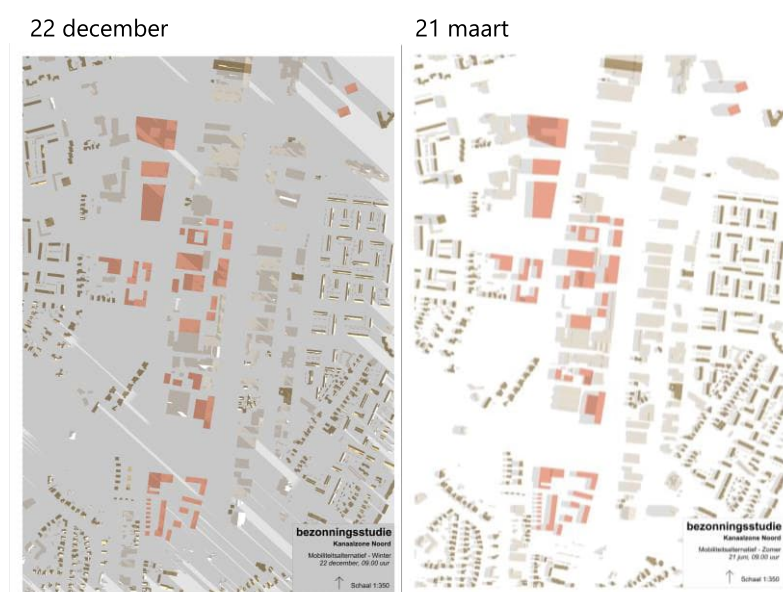 22 december
21 maart
bezonningsstudie
Kanaalzone Noord
Mobiliteitsalternatief - Winter
22 december, 09.00 uur
Schaal 1:350
bezonningsstudie
Kanaalzone Noord
Mobiliteitsalternatief - Zomer
21 juni, 09.00 uur
Schaal 1:350